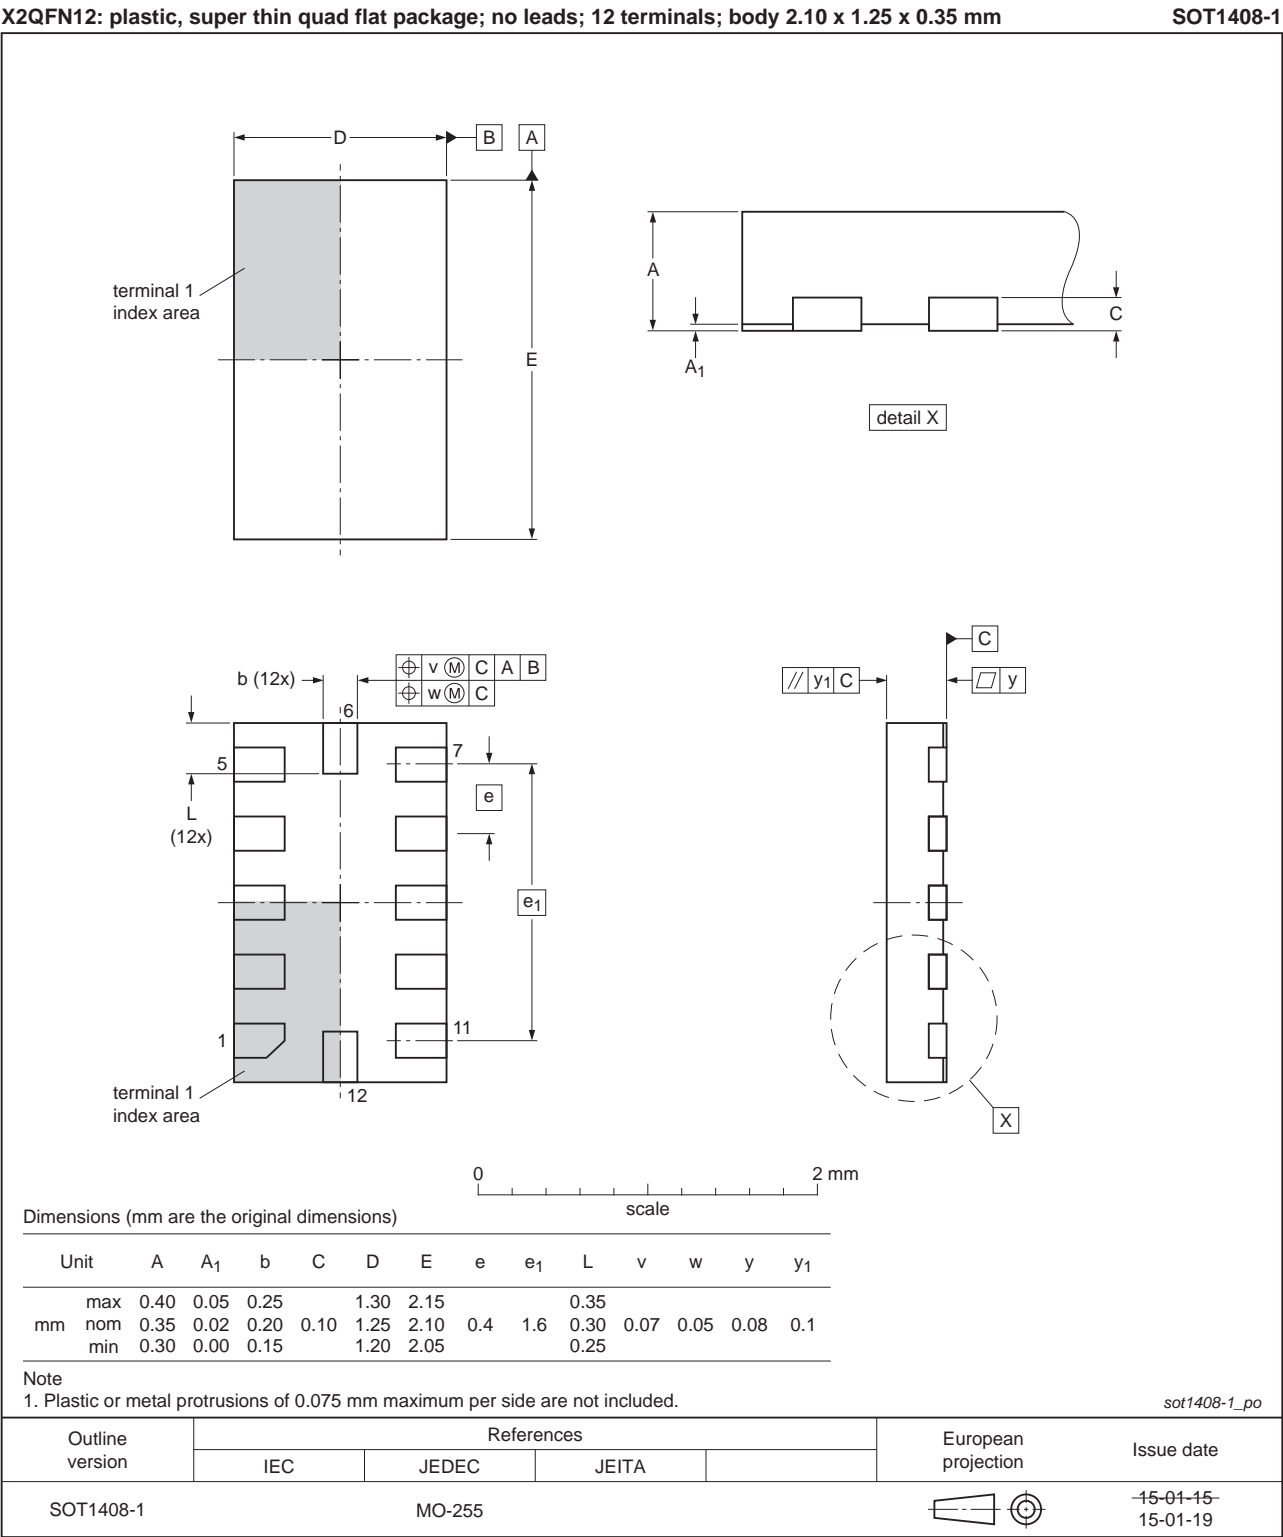 X2QFN12: plastic, super thin quad flat package; no leads; 12 terminals; body 2.10 x 1.25 x 0.35 mm SOT1408-1
D B A
terminal 1
index area
E
A
A1
C
detail X
b (12x)
v Ⓜ C A B
w Ⓜ C
6
5
7
e
L
(12x)
e1
1
11
terminal 1
index area
12
C
// y1 C
y
X
0 2 mm
scale
Dimensions (mm are the original dimensions)
Unit A A1 b C D E e e1 L v w y y1
max 0.40 0.05 0.25 1.30 2.15 0.35
mm nom 0.35 0.02 0.20 0.10 1.25 2.10 0.4 1.6 0.30 0.07 0.05 0.08 0.1
min 0.30 0.00 0.15 1.20 2.05 0.25
Note
1. Plastic or metal protrusions of 0.075 mm maximum per side are not included.
sot1408-1_po
Outline
version
References
IEC JEDEC JEITA
European
projection
Issue date
SOT1408-1 MO-255
15-01-15
15-01-19